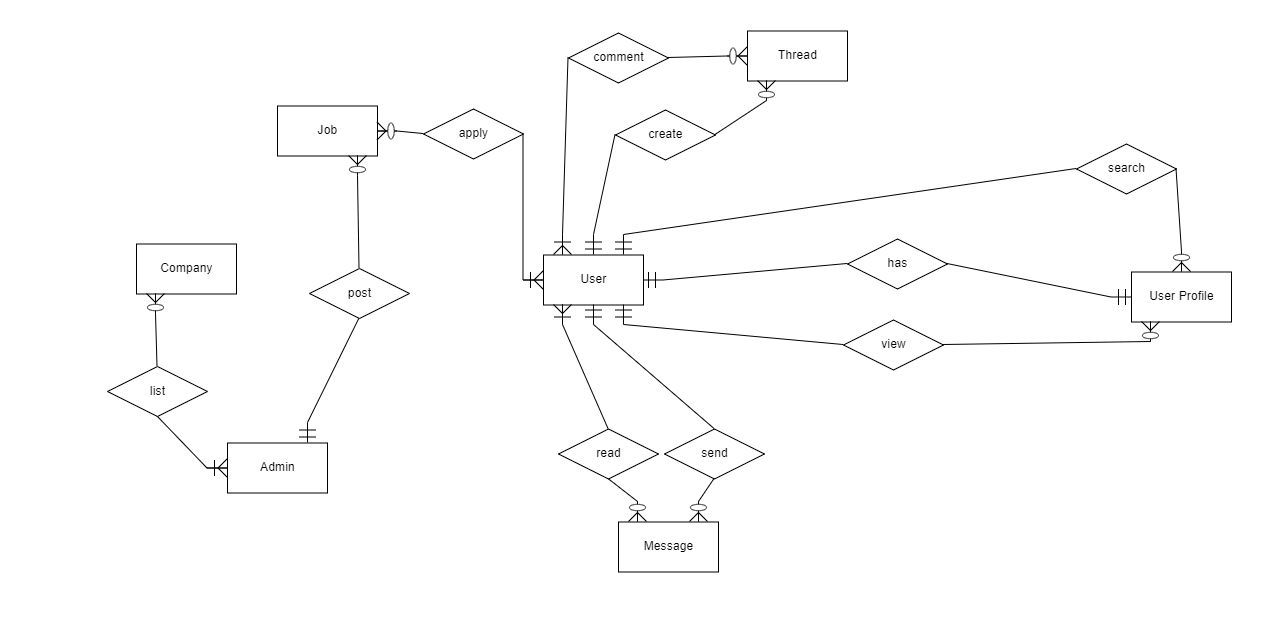 comment
Thread
Job
apply
create
search
Company
User
has
User Profile
post
view
list
Admin
read
send
Message